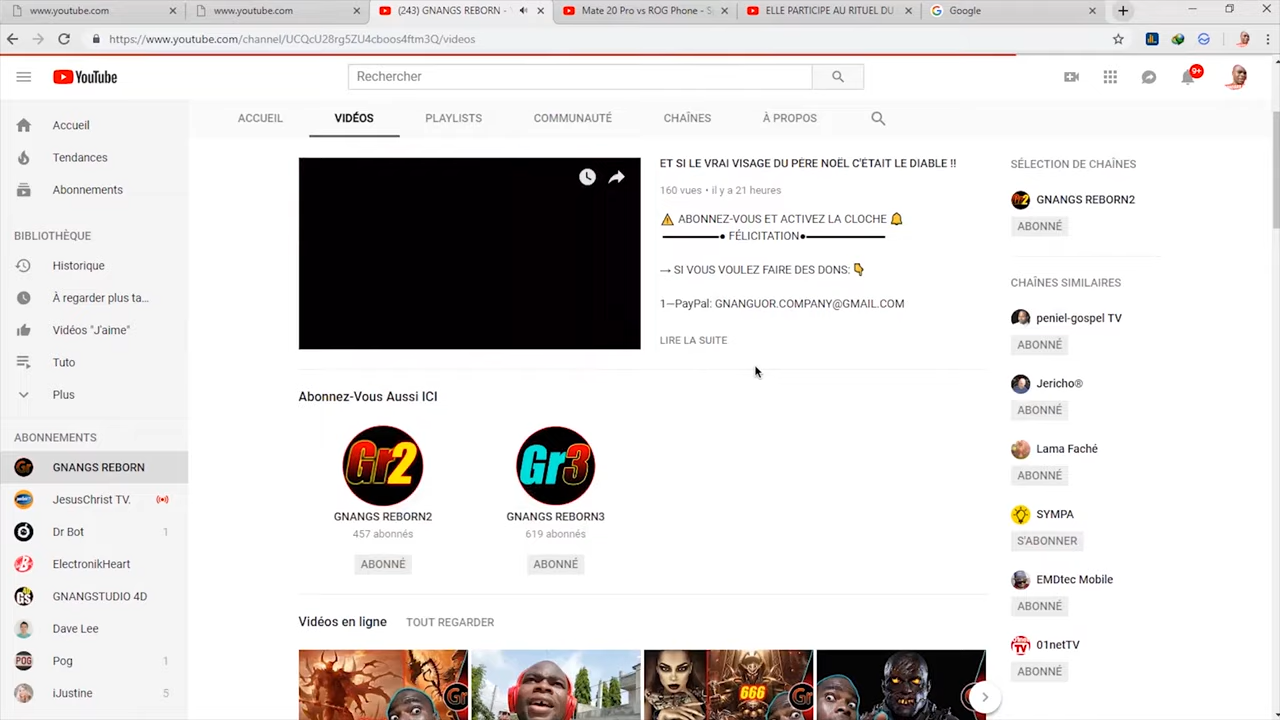 www.youtube.com
www.youtube.com
(243) GNANGS REBORN -
Mate 20 Pro vs ROG Phone - S
ELLE PARTICIPE AU RITUEL DU
Google
https://www.youtube.com/channel/UCQcU28rg5ZU4cboos4ftm3Q/videos
YouTube
Rechercher
9+
ACCUEIL
VIDÉOS
PLAYLISTS
COMMUNAUTÉ
CHAÎNES
À PROPOS
Accueil
Tendances
Abonnements
BIBLIOTHÈQUE
Historique
À regarder plus ta...
Vidéos "J'aime"
Tuto
Plus
ABONNEMENTS
GNANGS REBORN
JesusChrist TV.
Dr Bot 1
ElectronikHeart
GNANGSTUDIO 4D
Dave Lee
POG
Pog 1
iJustine 5
ET SI LE VRAI VISAGE DU PÈRE NOËL C'ETAIT LE DIABLE !!
160 vues • il y a 21 heures
⚠ ABONNEZ-VOUS ET ACTIVEZ LA CLOCHE 🔔
————● FÉLICITATION●————
→ SI VOUS VOULEZ FAIRE DES DONS: 👇
1—PayPal: GNANGUOR.COMPANY@GMAIL.COM
LIRE LA SUITE
Abonnez-Vous Aussi ICI
Gr2
Gr3
GNANGS REBORN2
GNANGS REBORN3
457 abonnés
619 abonnés
ABONNÉ
ABONNÉ
Vidéos en ligne
TOUT REGARDER
666
SÉLECTION DE CHAÎNES
GNANGS REBORN2
ABONNÉ
CHAÎNES SIMILAIRES
peniel-gospel TV
ABONNÉ
Jericho®
ABONNÉ
Lama Faché
ABONNÉ
SYMPA
S'ABONNER
EMDtec Mobile
ABONNÉ
01netTV
ABONNÉ